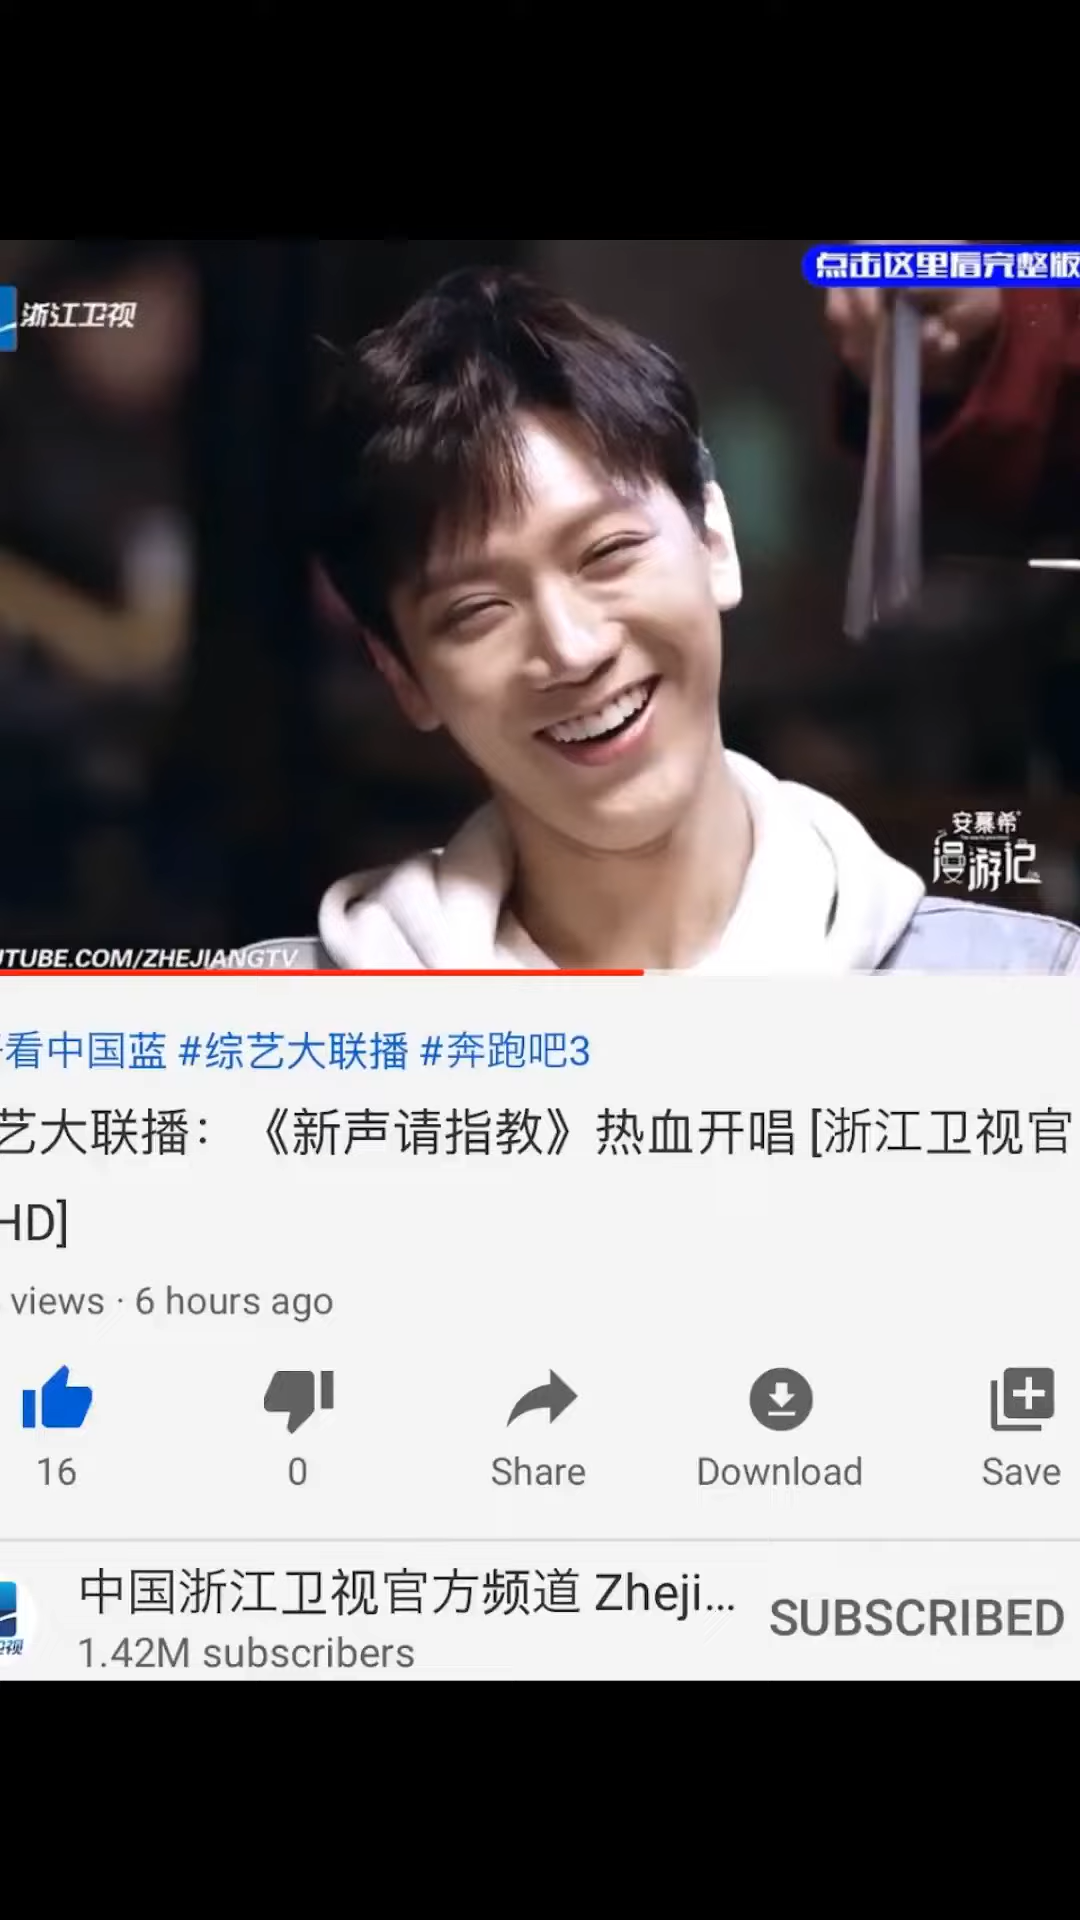 点击这里看完整版
浙江卫视
安慕希
漫游记
UTUBE.COM/ZHEJIANGTV
看中国蓝 #综艺大联播 #奔跑吧3
艺大联播：《新声请指教》热血开唱 [浙江卫视官
HD]
views · 6 hours ago
16
0
Share
Download
Save
中国浙江卫视官方频道 Zheji...
1.42M subscribers
SUBSCRIBED